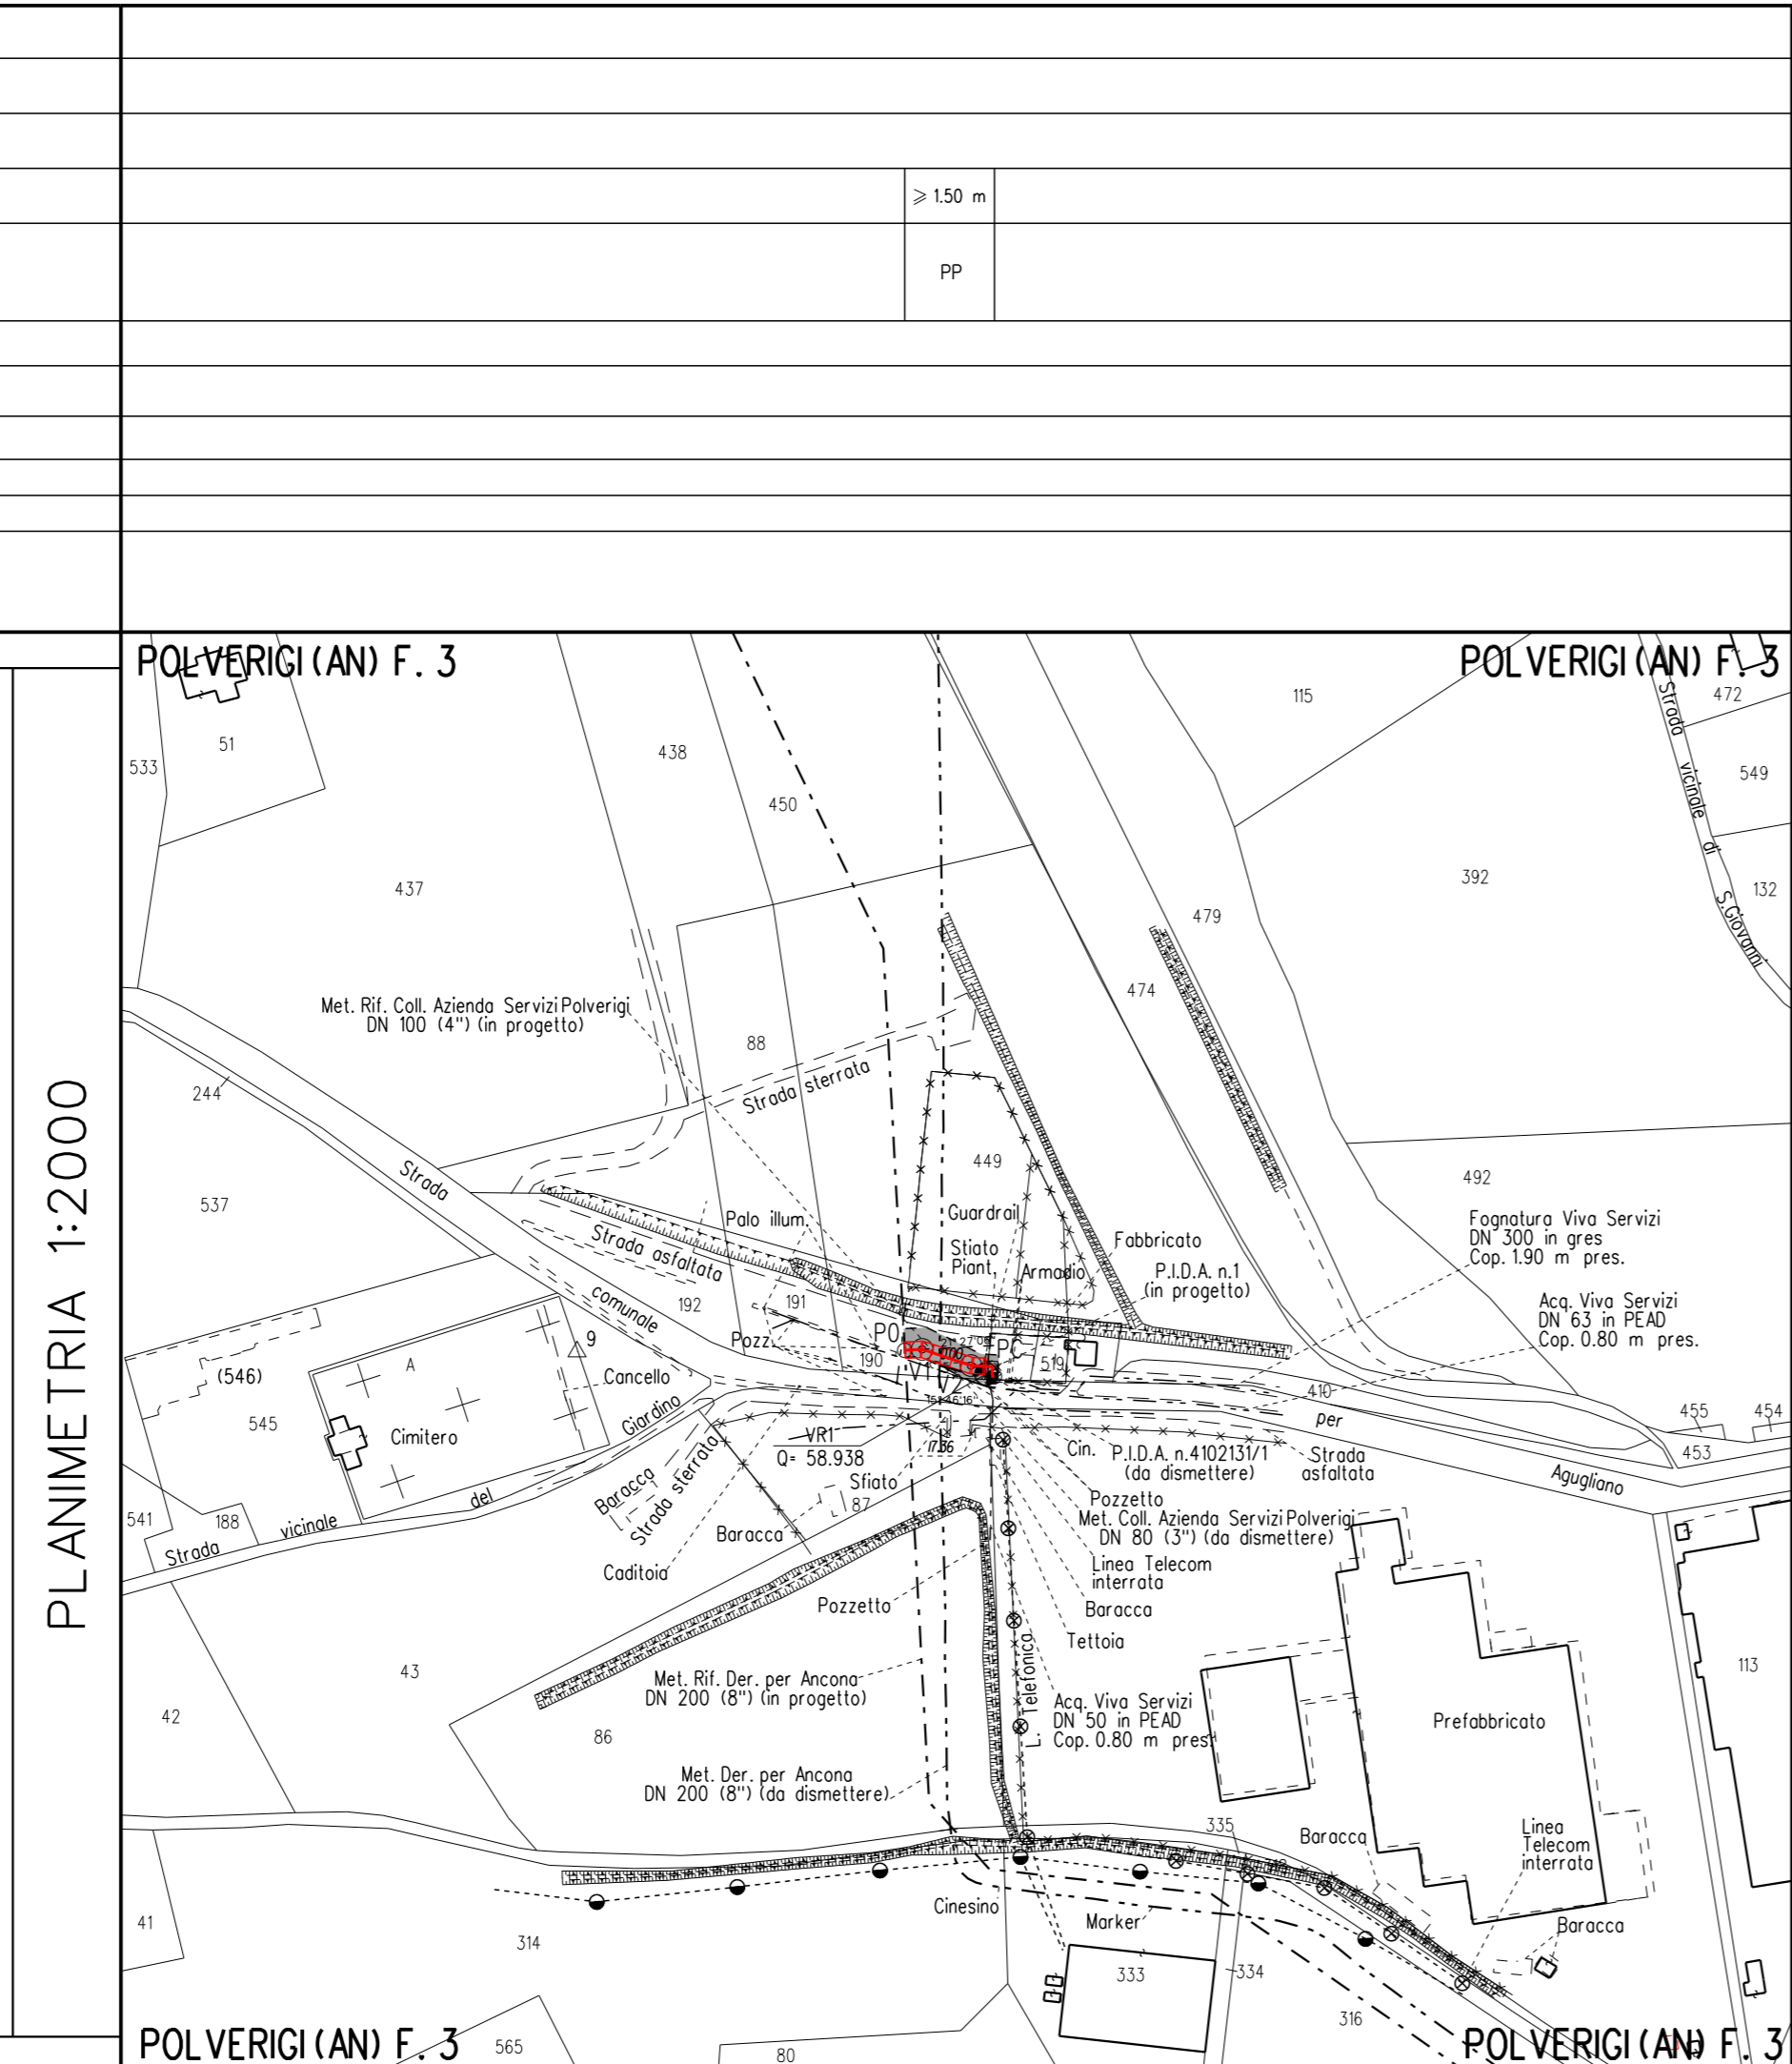 ≥ 1.50 m
PP
PLANIMETRIA 1:2000
POLVERIGI (AN) F. 3
POLVERIGI (AN) F. 3
51
533
438
450
115
472
549
132
Strada vicinale di S.Giovanni
437
392
479
474
Met. Rif. Coll. Azienda Servizi Polverigi
DN 100 (4") (in progetto)
88
Strada sterrata
244
449
492
537
Strada comunale per Agugliano
Palo illum.
Strada asfaltata
Guardrail
Stiato
Piant.
Armadio
Fabbricato
P.I.D.A. n.1
(in progetto)
Fognatura Viva Servizi
DN 300 in gres
Cop. 1.90 m pres.
Acq. Viva Servizi
DN 63 in PEAD
Cop. 0.80 m pres.
192
191
190
Pozz.
P0
V1
519
410
455
454
453
9
A
(546)
545
Cimitero
Cancello
Strada vicinale del Giardino
VR1
Q= 58.938
17.36
Sfiato
87
Cin.
P.I.D.A. n.4102131/1
(da dismettere)
Strada
asfaltata
Baracca
Strada sterrata
Baracca
Caditoia
Pozzetto
Met. Coll. Azienda Servizi Polverigi
DN 80 (3") (da dismettere)
Linea Telecom
interrata
Baracca
Tettoia
541
188
Pozzetto
43
42
86
Met. Rif. Der. per Ancona
DN 200 (8") (in progetto)
L. Telefonica
Acq. Viva Servizi
DN 50 in PEAD
Cop. 0.80 m pres.
Met. Der. per Ancona
DN 200 (8") (da dismettere)
Prefabbricato
113
335
Baracca
Linea
Telecom
interrata
Cinesino
Marker
Baracca
41
314
333
334
316
POLVERIGI (AN) F. 3
565
80
POLVERIGI (AN) F. 3